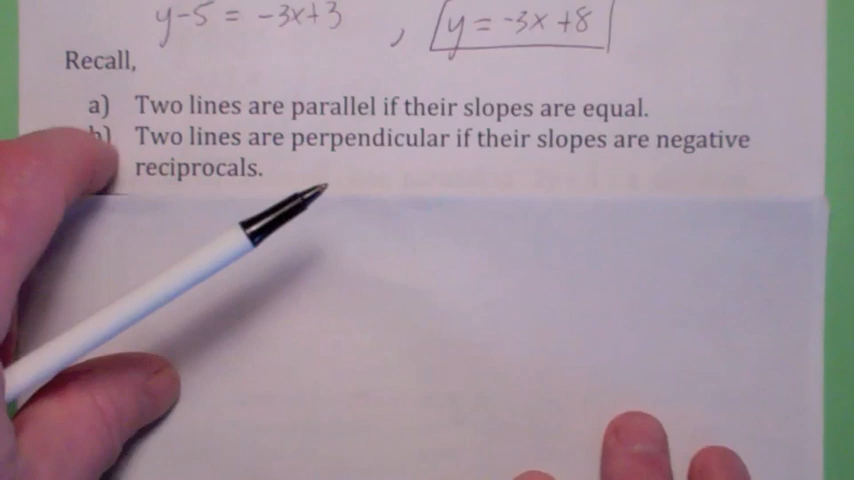 y-5 = -3x+3 , y = -3x +8
Recall,
a) Two lines are parallel if their slopes are equal.
b) Two lines are perpendicular if their slopes are negative
reciprocals.